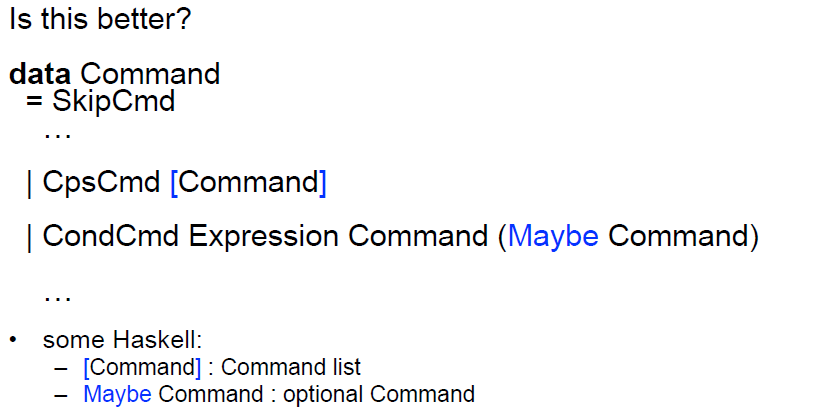 Is this better?
data Command
= SkipCmd
…
| CpsCmd [Command]
| CondCmd Expression Command (Maybe Command)
…
• some Haskell:
– [Command] : Command list
– Maybe Command : optional Command